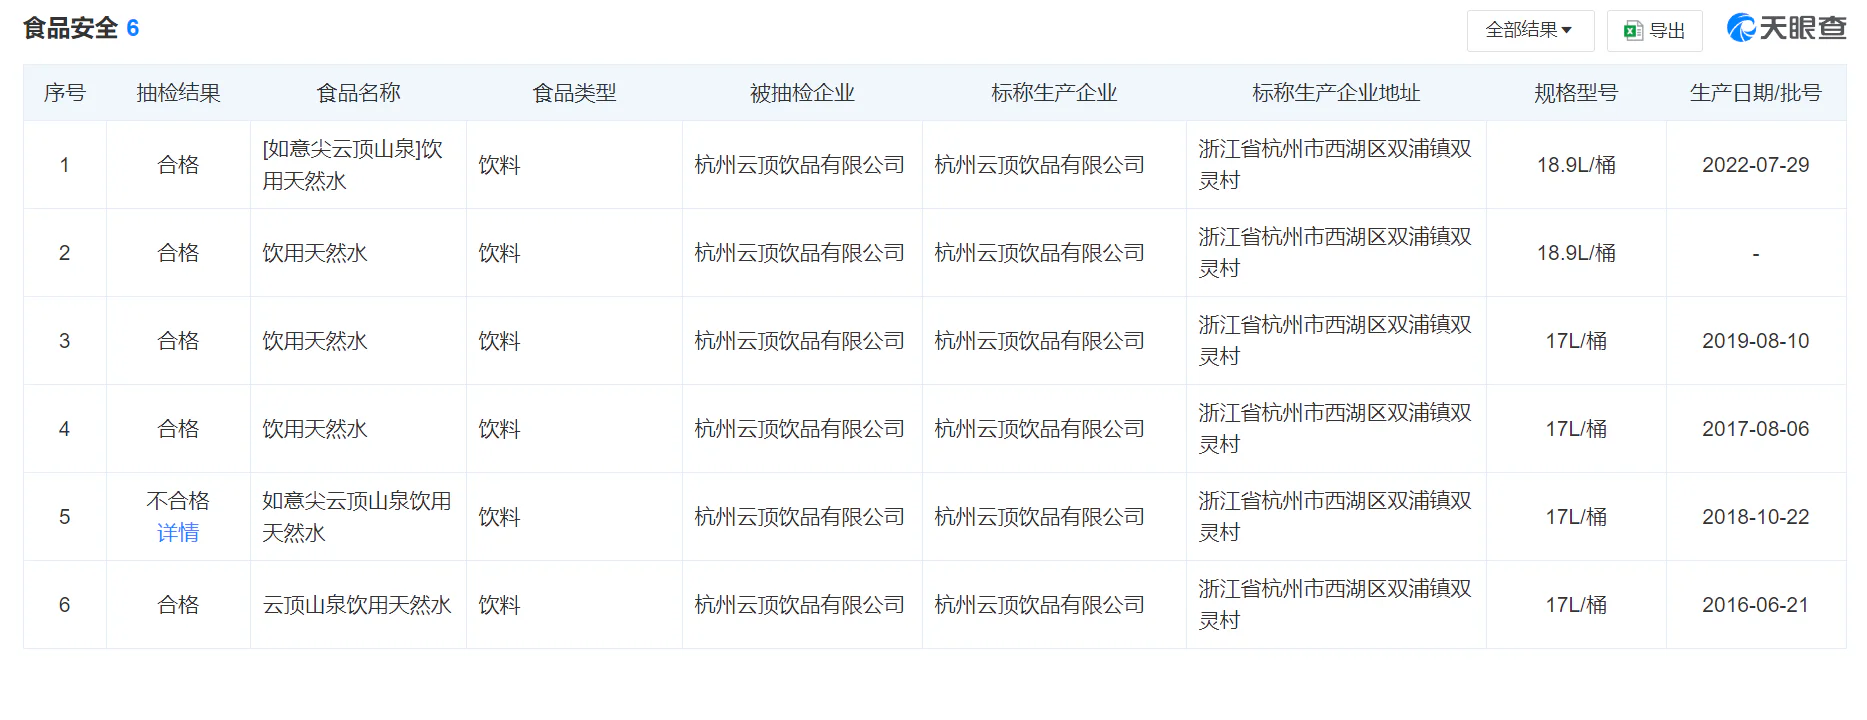 食品安全 6
全部结果
导出
天眼查
序号 抽检结果 食品名称 食品类型 被抽检企业 标称生产企业 标称生产企业地址 规格型号 生产日期/批号
1 合格 [如意尖云顶山泉]饮 饮料 杭州云顶饮品有限公司 杭州云顶饮品有限公司 浙江省杭州市西湖区双浦镇双 18.9L/桶 2022-07-29
用天然水 灵村
2 合格 饮用天然水 饮料 杭州云顶饮品有限公司 杭州云顶饮品有限公司 浙江省杭州市西湖区双浦镇双 18.9L/桶 -
灵村
3 合格 饮用天然水 饮料 杭州云顶饮品有限公司 杭州云顶饮品有限公司 浙江省杭州市西湖区双浦镇双 17L/桶 2019-08-10
灵村
4 合格 饮用天然水 饮料 杭州云顶饮品有限公司 杭州云顶饮品有限公司 浙江省杭州市西湖区双浦镇双 17L/桶 2017-08-06
灵村
5 不合格 如意尖云顶山泉饮用 饮料 杭州云顶饮品有限公司 杭州云顶饮品有限公司 浙江省杭州市西湖区双浦镇双 17L/桶 2018-10-22
详情 天然水 灵村
6 合格 云顶山泉饮用天然水 饮料 杭州云顶饮品有限公司 杭州云顶饮品有限公司 浙江省杭州市西湖区双浦镇双 17L/桶 2016-06-21
灵村